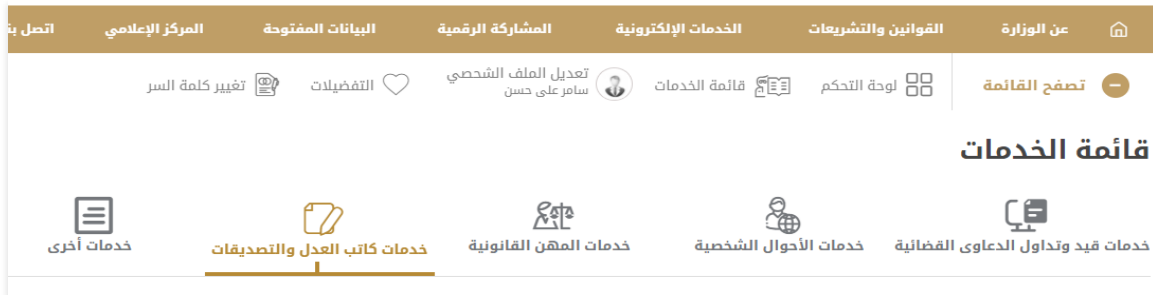 عن الوزارة القوانين والتشريعات الخدمات الإلكترونية المشاركة الرقمية البيانات المفتوحة المركز الإعلامي اتصل
تصفح القائمة لوحة التحكم قائمة الخدمات تعديل الملف الشحصي التفضيلات تغيير كلمة السر
سامر على حسن
قائمة الخدمات
خدمات قيد وتداول الدعاوى القضائية خدمات الأحوال الشخصية خدمات المهن القانونية خدمات كاتب العدل والتصديقات خدمات أخرى